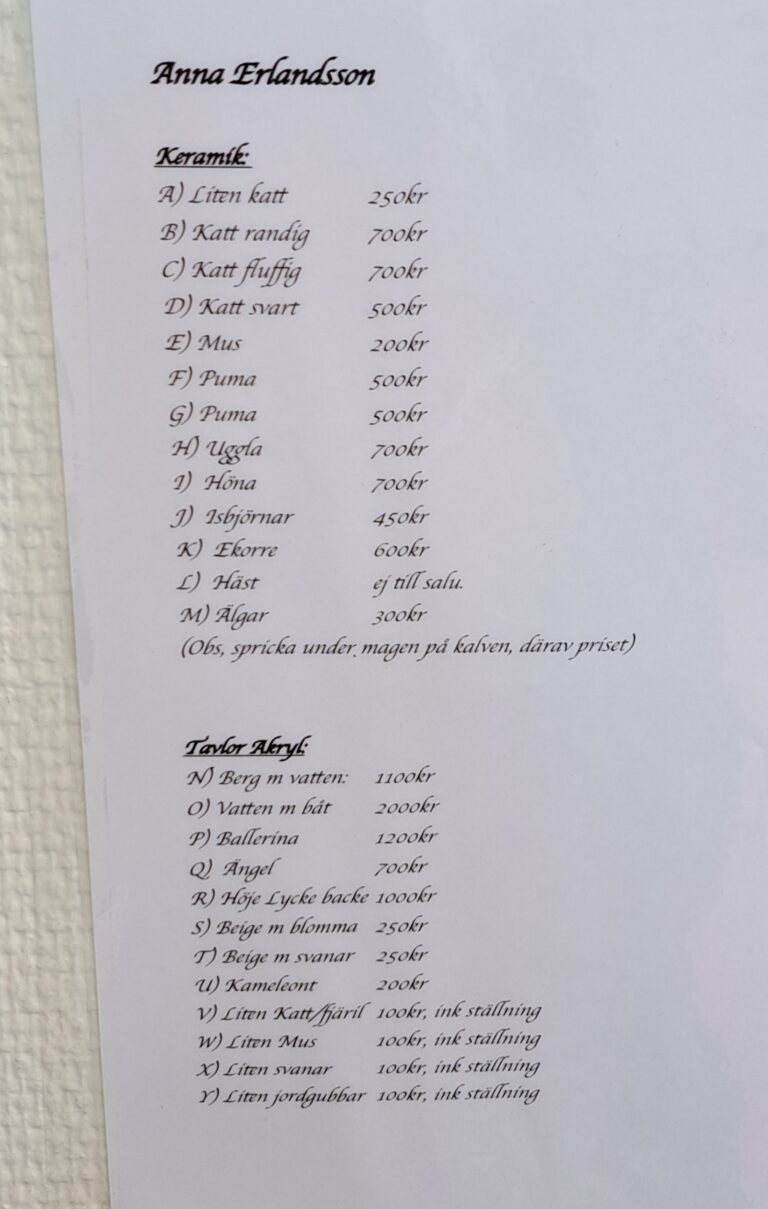 Anna Erlandsson
Keramik:
A) Liten katt 250kr
B) Katt randig 700kr
C) Katt fluffig 700kr
D) Katt svart 500kr
E) Mus 200kr
F) Puma 500kr
G) Puma 500kr
H) Uggla 700kr
I) Höna 700kr
J) Isbjörnar 450kr
K) Ekorre 600kr
L) Häst ej till salu.
M) Älgar 300kr
(Obs, spricka under magen på kalven, därav priset)
Tavlor Akryl:
N) Berg m vatten: 1100kr
O) Vatten m båt 2000kr
P) Ballerina 1200kr
Q) Ängel 700kr
R) Höje Lycke backe 1000kr
S) Beige m blomma 250kr
T) Beige m svanar 250kr
U) Kameleont 200kr
V) Liten Katt/fjäril 100kr, ink ställning
W) Liten Mus 100kr, ink ställning
X) Liten svanar 100kr, ink ställning
Y) Liten jordgubbar 100kr, ink ställning